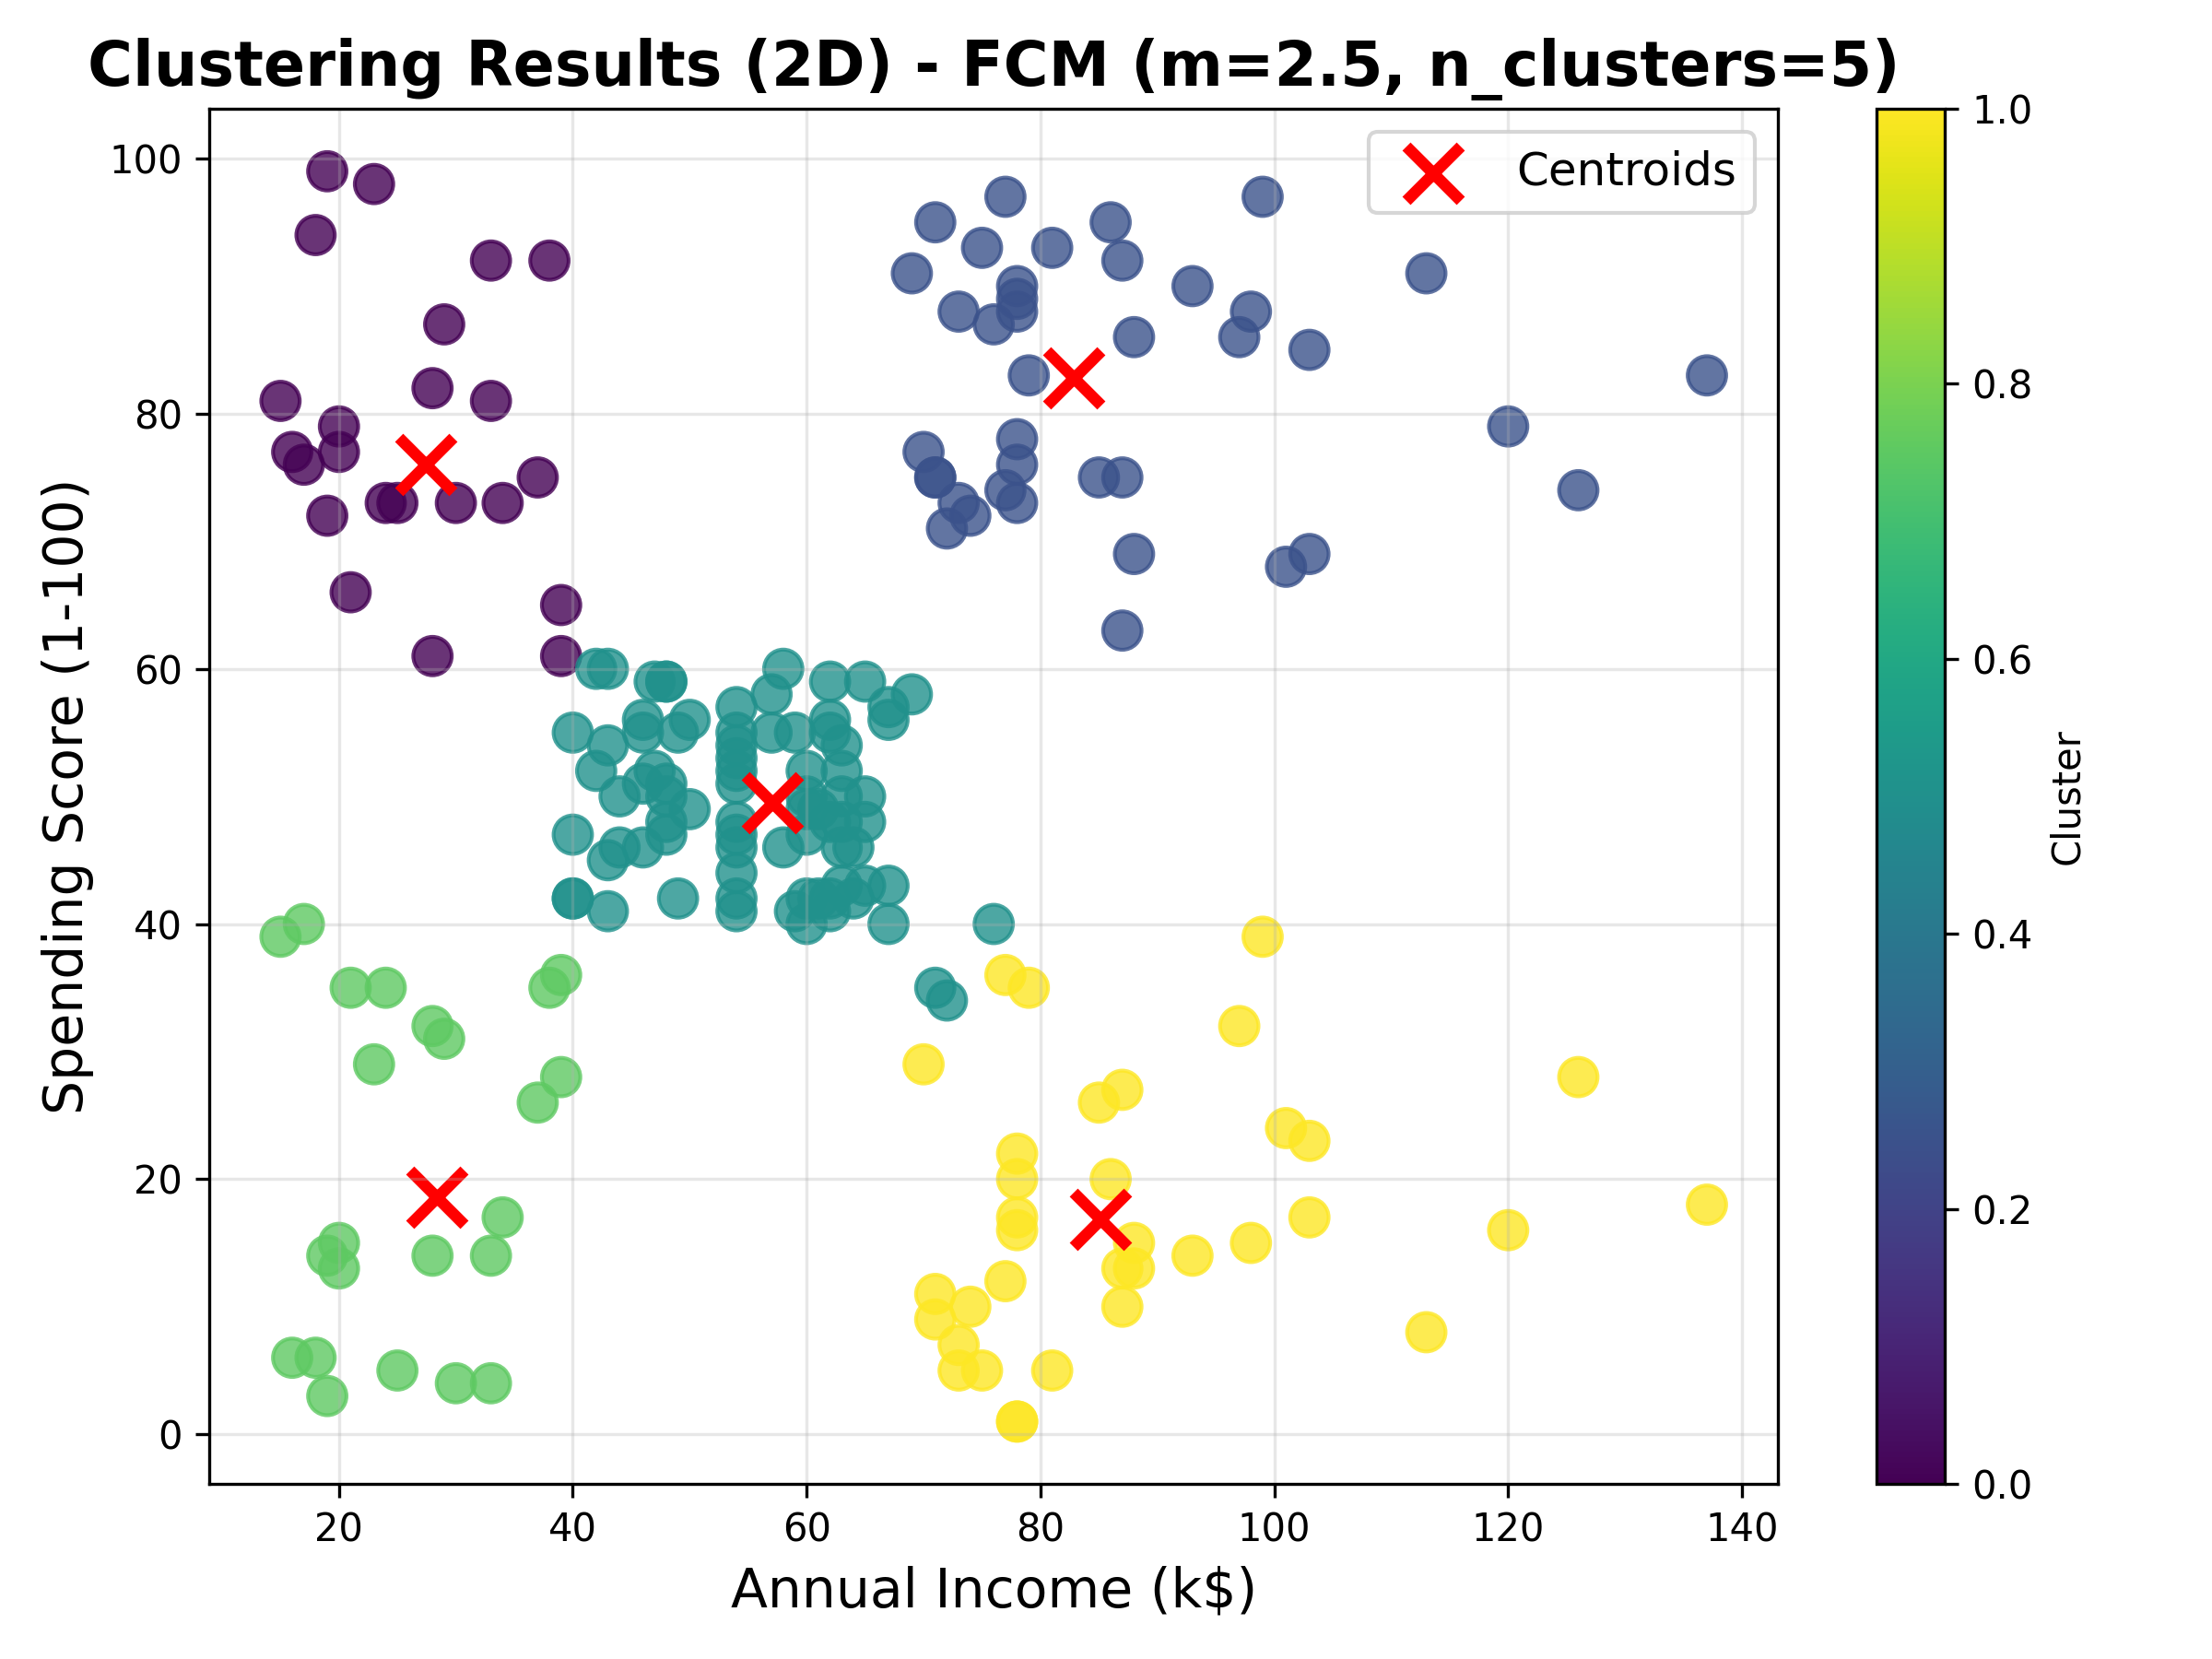 Clustering Results (2D) - FCM (m=2.5, n_clusters=5)
Centroids
Spending Score (1-100)
100
80
60
40
20
0
20 40 60 80 100 120 140
Annual Income (k$)
1.0
0.8
0.6
0.4
0.2
0.0
Cluster